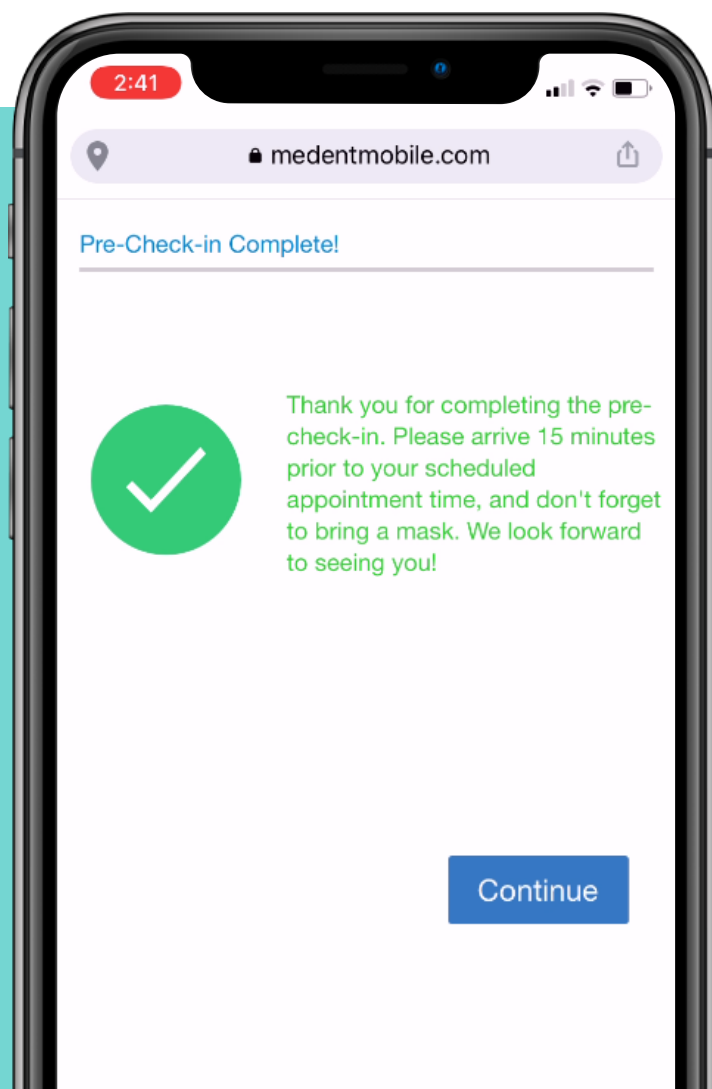 2:41
medentmobile.com
Pre-Check-in Complete!
Thank you for completing the pre-
check-in. Please arrive 15 minutes
prior to your scheduled
appointment time, and don't forget
to bring a mask. We look forward
to seeing you!
Continue